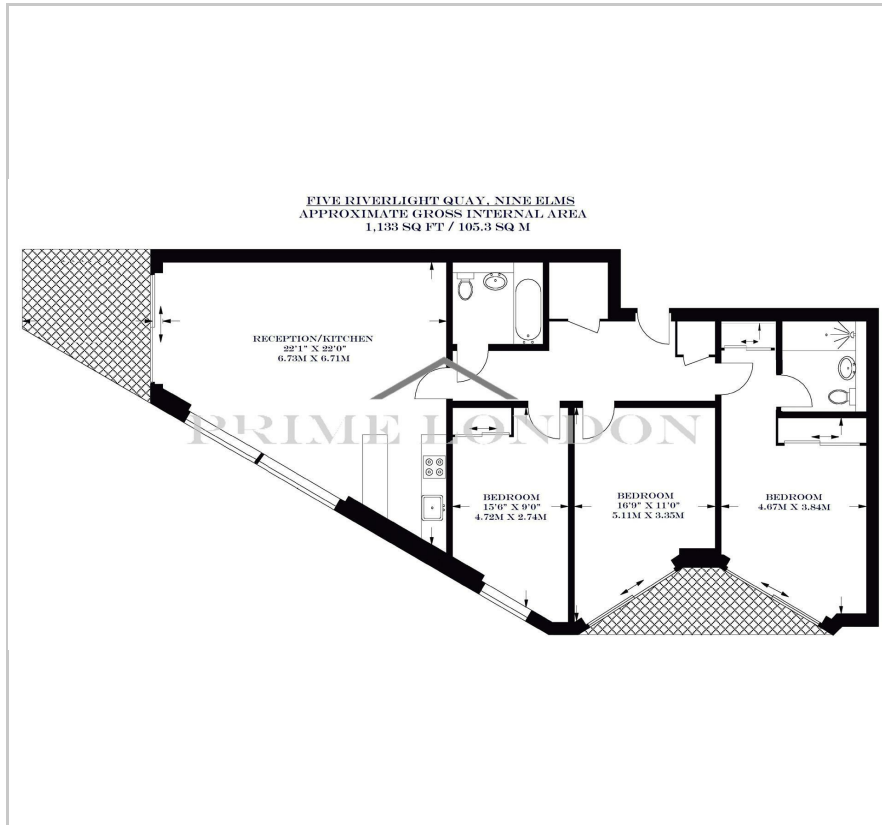 FIVE RIVERLIGHT QUAY, NINE ELMS
APPROXIMATE GROSS INTERNAL AREA
1,133 SQ FT / 105.3 SQ M
RECEPTION/KITCHEN
22'1" X 22'0"
6.73M X 6.71M
PRIME LONDON
BEDROOM
15'6" X 9'0"
4.72M X 2.74M
BEDROOM
16'9" X 11'0"
5.11M X 3.35M
BEDROOM
4.67M X 3.84M